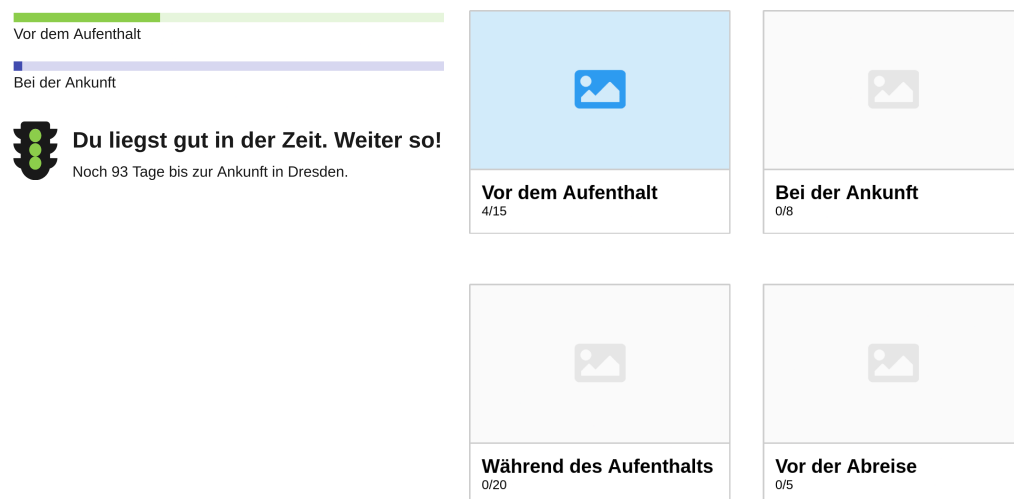 Vor dem Aufenthalt
Bei der Ankunft
Du liegst gut in der Zeit. Weiter so!
Noch 93 Tage bis zur Ankunft in Dresden.
Vor dem Aufenthalt
4/15
Bei der Ankunft
0/8
Während des Aufenthalts
0/20
Vor der Abreise
0/5